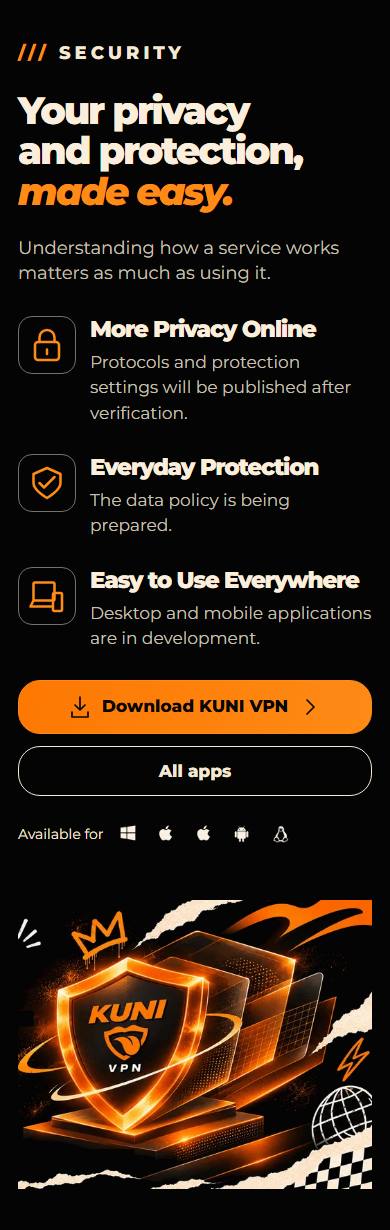 /// SECURITY
Your privacy
and protection,
made easy.
Understanding how a service works
matters as much as using it.
More Privacy Online
Protocols and protection
settings will be published after
verification.
Everyday Protection
The data policy is being
prepared.
Easy to Use Everywhere
Desktop and mobile applications
are in development.
Download KUNI VPN
All apps
Available for
KUNI
VPN